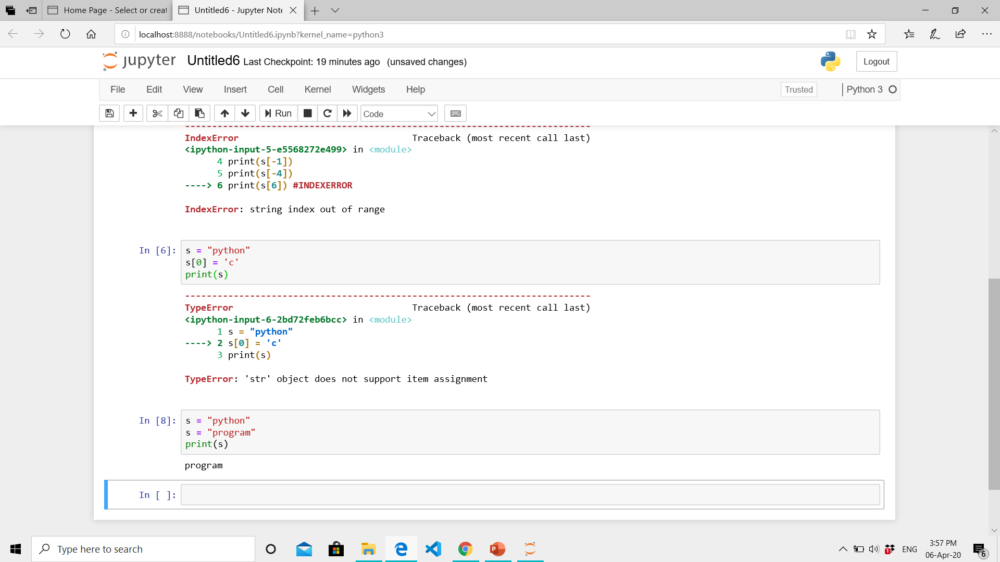 Home Page - Select or creat
Untitled6 - Jupyter Note
localhost:8888/notebooks/Untitled6.ipynb?kernel_name=python3
jupyter Untitled6 Last Checkpoint: 19 minutes ago (unsaved changes)
Logout
File Edit View Insert Cell Kernel Widgets Help
Trusted
Python 3
Run
Code
---------------------------------------------------------------------------
IndexError                                Traceback (most recent call last)
<ipython-input-5-e5568272e499> in <module>
      4 print(s[-1])
      5 print(s[-4])
----> 6 print(s[6]) #INDEXERROR
IndexError: string index out of range
In [6]: s = "python"
s[0] = 'c'
print(s)
---------------------------------------------------------------------------
TypeError                                 Traceback (most recent call last)
<ipython-input-6-2bd72feb6bcc> in <module>
      1 s = "python"
----> 2 s[0] = 'c'
      3 print(s)
TypeError: 'str' object does not support item assignment
In [8]: s = "python"
s = "program"
print(s)
program
In [ ]:
Type here to search
P
1
ENG
3:57 PM
06-Apr-20
6